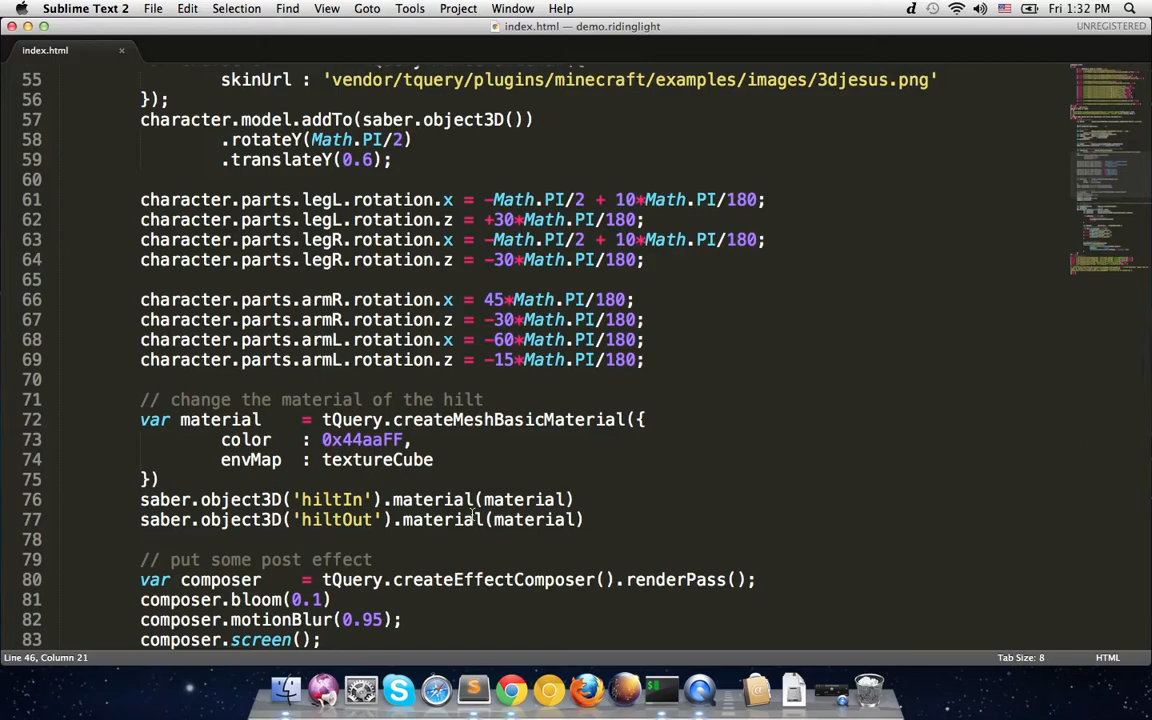 Sublime Text 2 File Edit Selection Find View Goto Tools Project Window Help Fri 1:32 PM
index.html — demo.ridinglight UNREGISTERED
index.html ×
55 skinUrl : 'vendor/tquery/plugins/minecraft/examples/images/3djesus.png'
56 });
57 character.model.addTo(saber.object3D())
58 .rotateY(Math.PI/2)
59 .translateY(0.6);
60
61 character.parts.legL.rotation.x = -Math.PI/2 + 10*Math.PI/180;
62 character.parts.legL.rotation.z = +30*Math.PI/180;
63 character.parts.legR.rotation.x = -Math.PI/2 + 10*Math.PI/180;
64 character.parts.legR.rotation.z = -30*Math.PI/180;
65
66 character.parts.armR.rotation.x = 45*Math.PI/180;
67 character.parts.armR.rotation.z = -30*Math.PI/180;
68 character.parts.armL.rotation.x = -60*Math.PI/180;
69 character.parts.armL.rotation.z = -15*Math.PI/180;
70
71 // change the material of the hilt
72 var material = tQuery.createMeshBasicMaterial({
73 color : 0x44aaFF,
74 envMap : textureCube
75 })
76 saber.object3D('hiltIn').material(material)
77 saber.object3D('hiltOut').material(material)
78
79 // put some post effect
80 var composer = tQuery.createEffectComposer().renderPass();
81 composer.bloom(0.1)
82 composer.motionBlur(0.95);
83 composer.screen();
Line 46, Column 21 Tab Size: 8 HTML